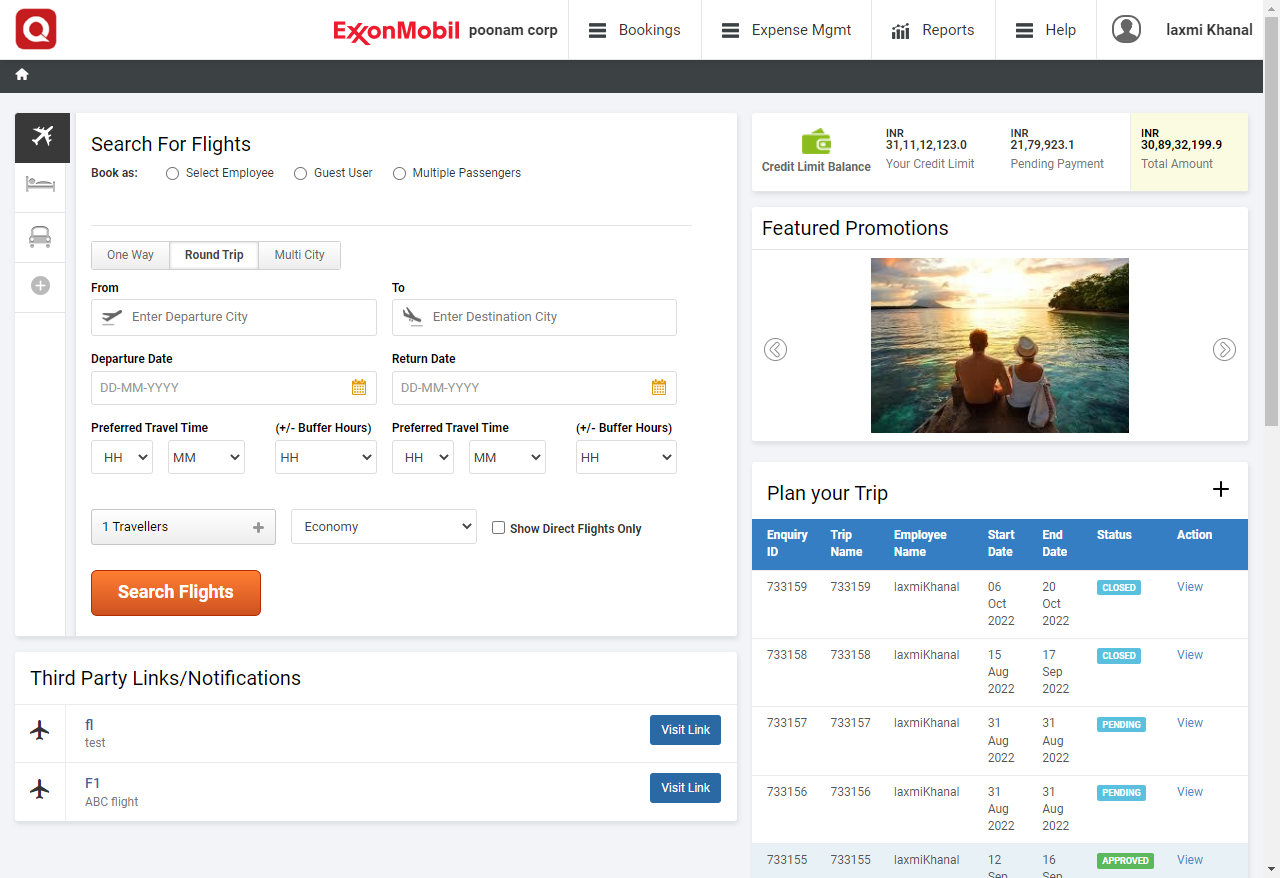 Q
ExxonMobil
poonam corp
Bookings
Expense Mgmt
Reports
Help
laxmi Khanal
Search For Flights
Book as:
Select Employee
Guest User
Multiple Passengers
One Way
Round Trip
Multi City
From
To
Enter Departure City
Enter Destination City
Departure Date
Return Date
DD-MM-YYYY
DD-MM-YYYY
Preferred Travel Time
(+/- Buffer Hours)
Preferred Travel Time
(+/- Buffer Hours)
HH
MM
HH
HH
MM
HH
1 Travellers
Economy
Show Direct Flights Only
Search Flights
Third Party Links/Notifications
fl
test
Visit Link
F1
ABC flight
Visit Link
Credit Limit Balance
INR
31,11,12,123.0
Your Credit Limit
INR
21,79,923.1
Pending Payment
INR
30,89,32,199.9
Total Amount
Featured Promotions
Plan your Trip
Enquiry ID Trip Name Employee Name Start Date End Date Status Action
733159 733159 laxmiKhanal 06 Oct 2022 20 Oct 2022 CLOSED View
733158 733158 laxmiKhanal 15 Aug 2022 17 Sep 2022 CLOSED View
733157 733157 laxmiKhanal 31 Aug 2022 31 Aug 2022 PENDING View
733156 733156 laxmiKhanal 31 Aug 2022 31 Aug 2022 PENDING View
733155 733155 laxmiKhanal 12 Sep 16 Sep APPROVED View